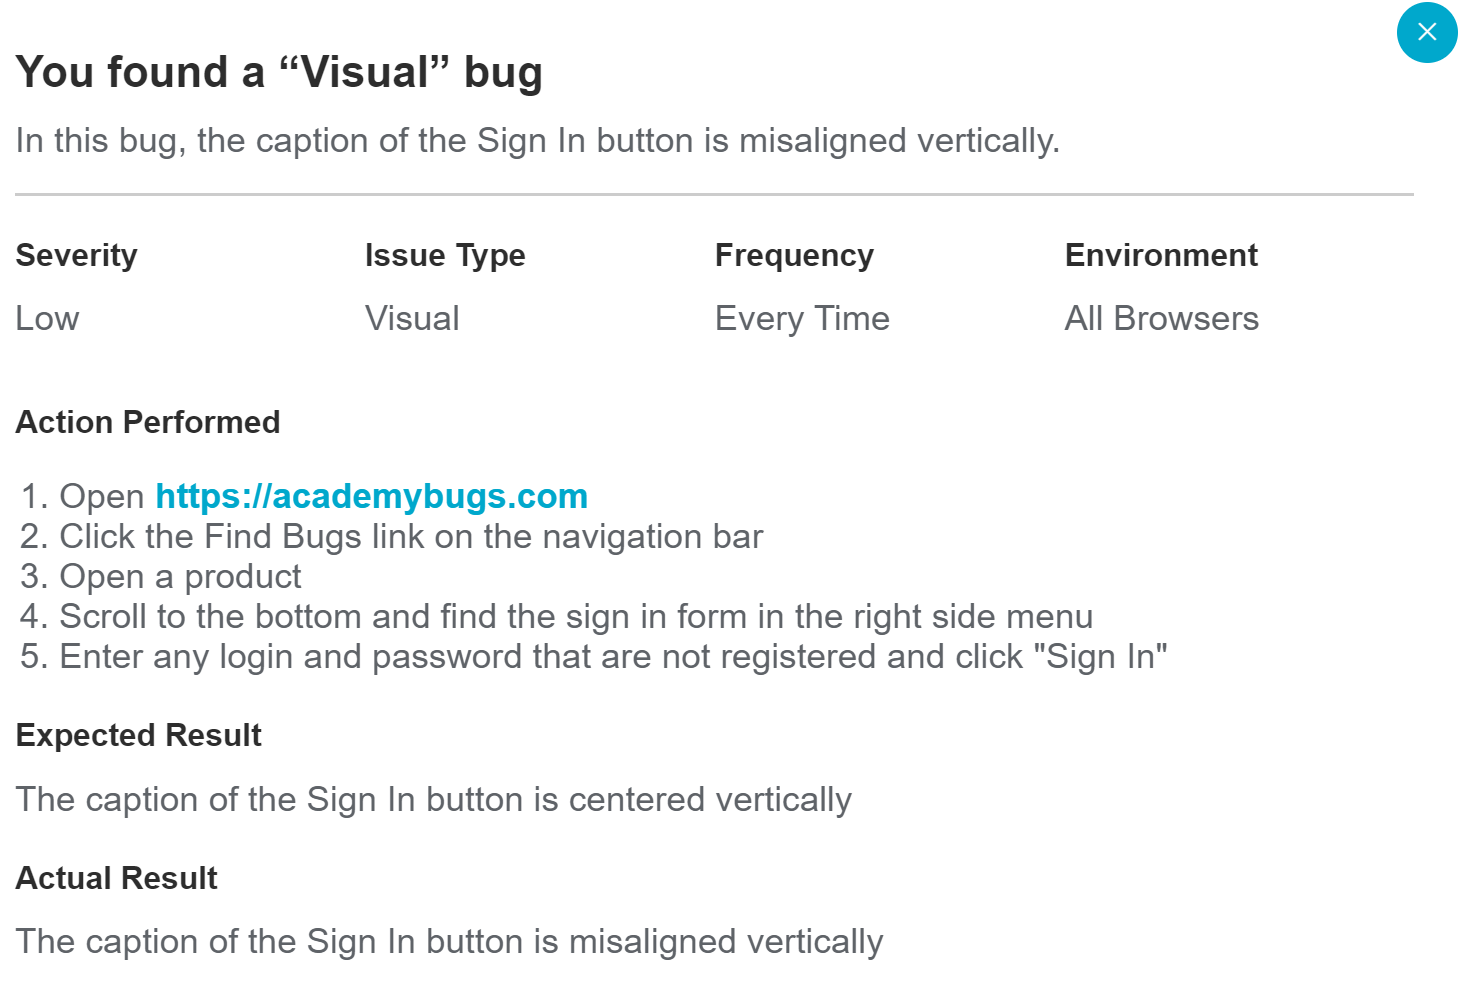 You found a “Visual” bug
In this bug, the caption of the Sign In button is misaligned vertically.
Severity Issue Type Frequency Environment
Low Visual Every Time All Browsers
Action Performed
1. Open https://academybugs.com
2. Click the Find Bugs link on the navigation bar
3. Open a product
4. Scroll to the bottom and find the sign in form in the right side menu
5. Enter any login and password that are not registered and click "Sign In"
Expected Result
The caption of the Sign In button is centered vertically
Actual Result
The caption of the Sign In button is misaligned vertically